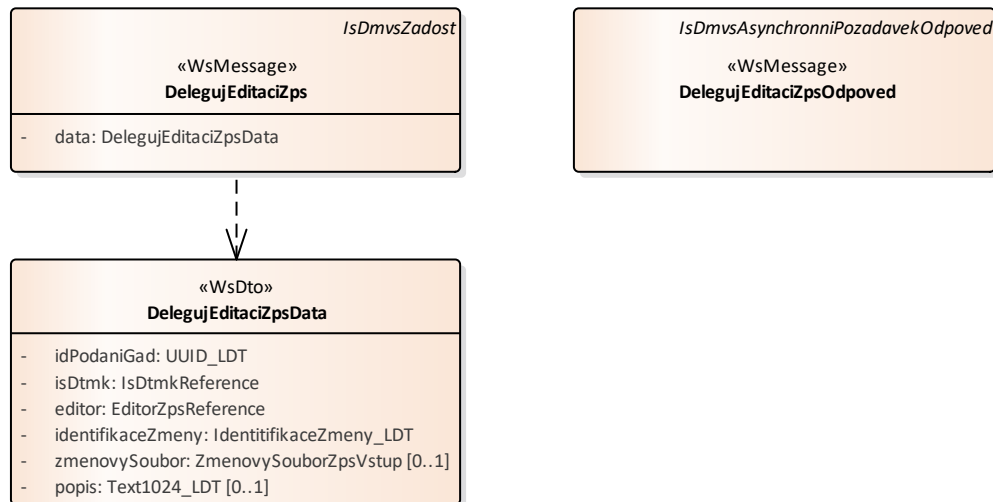 IsDmvsZadost
«WsMessage»
DelegujEditaciZps
- data: DelegujEditaciZpsData
IsDmvsAsynchronniPozadavekOdpoved
«WsMessage»
DelegujEditaciZpsOdpoved
«WsDto»
DelegujEditaciZpsData
- idPodaniGad: UUID_LDT
- isDtmk: IsDtmkReference
- editor: EditorZpsReference
- identifikaceZmeny: IdentitifikaceZmeny_LDT
- zmenovySoubor: ZmenovySouborZpsVstup [0..1]
- popis: Text1024_LDT [0..1]